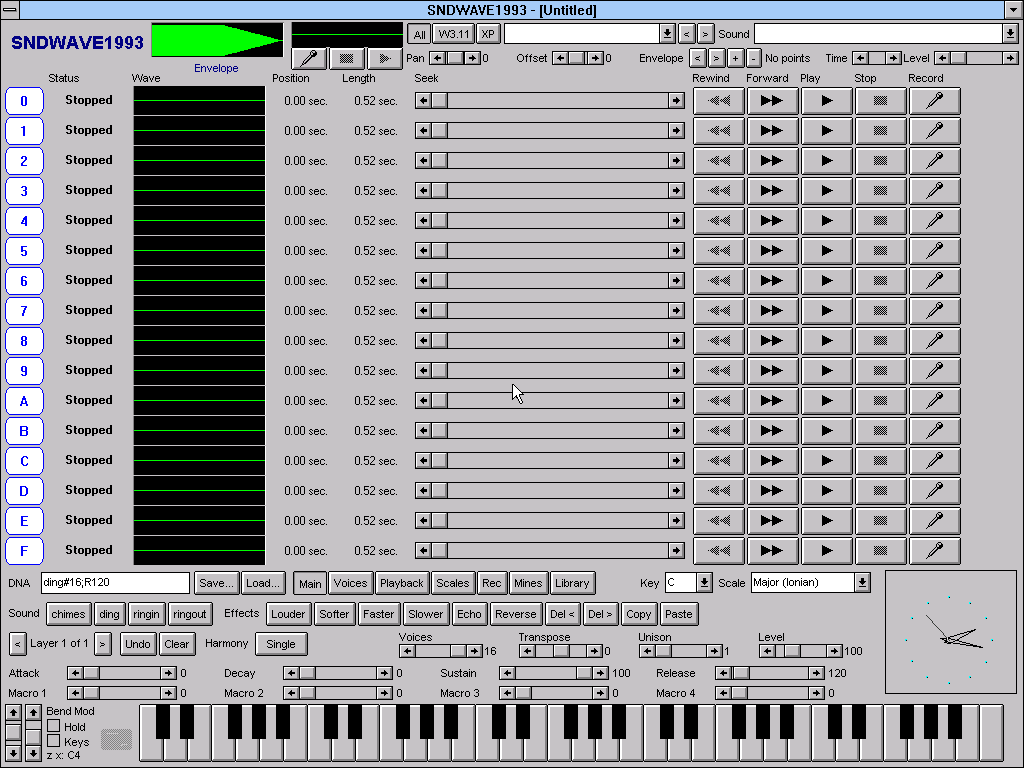 SNDWAVE1993 - [Untitled]
SNDWAVE1993
Envelope
All W3.11 XP < > Sound
Pan 0 Offset 0 Envelope < > + - No points Time Level
Status Wave Position Length Seek Rewind Forward Play Stop Record
0 Stopped 0.00 sec. 0.52 sec.
1 Stopped 0.00 sec. 0.52 sec.
2 Stopped 0.00 sec. 0.52 sec.
3 Stopped 0.00 sec. 0.52 sec.
4 Stopped 0.00 sec. 0.52 sec.
5 Stopped 0.00 sec. 0.52 sec.
6 Stopped 0.00 sec. 0.52 sec.
7 Stopped 0.00 sec. 0.52 sec.
8 Stopped 0.00 sec. 0.52 sec.
9 Stopped 0.00 sec. 0.52 sec.
A Stopped 0.00 sec. 0.52 sec.
B Stopped 0.00 sec. 0.52 sec.
C Stopped 0.00 sec. 0.52 sec.
D Stopped 0.00 sec. 0.52 sec.
E Stopped 0.00 sec. 0.52 sec.
F Stopped 0.00 sec. 0.52 sec.
DNA ding#16;R120 Save... Load... Main Voices Playback Scales Rec Mines Library Key C Scale Major (Ionian)
Sound chimes ding ringin ringout Effects Louder Softer Faster Slower Echo Reverse Del < Del > Copy Paste
< Layer 1 of 1 > Undo Clear Harmony Single
Voices 16 Transpose 0 Unison 1 Level 100
Attack 0 Decay 0 Sustain 100 Release 120
Macro 1 0 Macro 2 0 Macro 3 0 Macro 4 0
Bend Mod
Hold
Keys
z x: C4